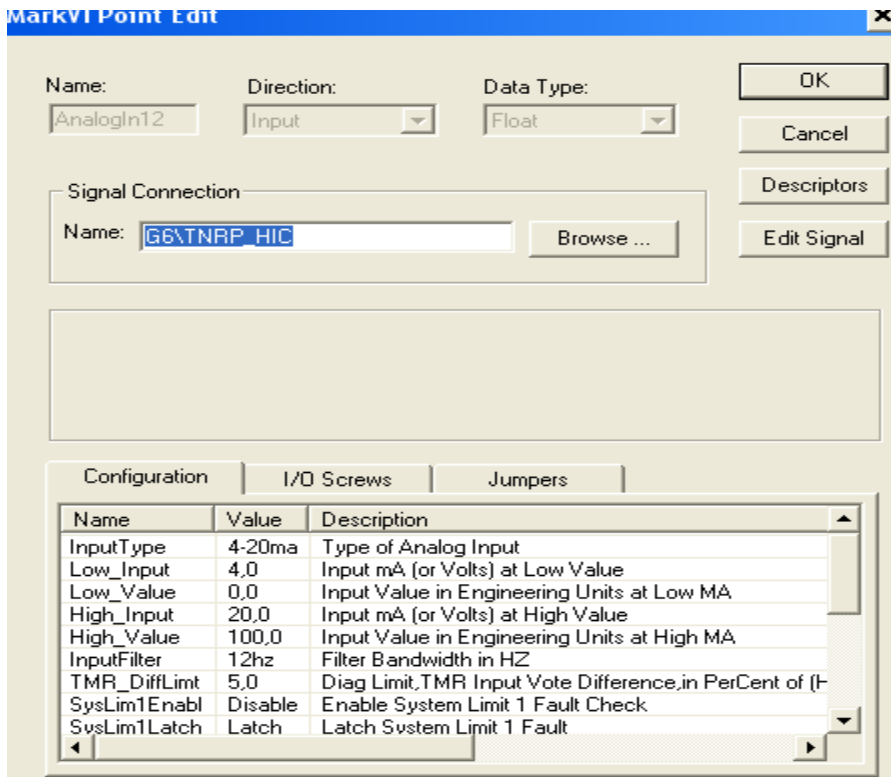 MarkVI Point Edit
Name: Direction: Data Type: OK
AnalogIn12 Input Float
Cancel
Signal Connection Descriptors
Name: G6\TNRP_HIC Browse ... Edit Signal
Configuration I/O Screws Jumpers
Name Value Description
InputType 4-20ma Type of Analog Input
Low_Input 4,0 Input mA (or Volts) at Low Value
Low_Value 0,0 Input Value in Engineering Units at Low MA
High_Input 20,0 Input mA (or Volts) at High Value
High_Value 100,0 Input Value in Engineering Units at High MA
InputFilter 12hz Filter Bandwidth in HZ
TMR_DiffLimt 5,0 Diag Limit,TMR Input Vote Difference,in PerCent of (H
SysLim1Enabl Disable Enable System Limit 1 Fault Check
SysLim1Latch Latch Latch System Limit 1 Fault